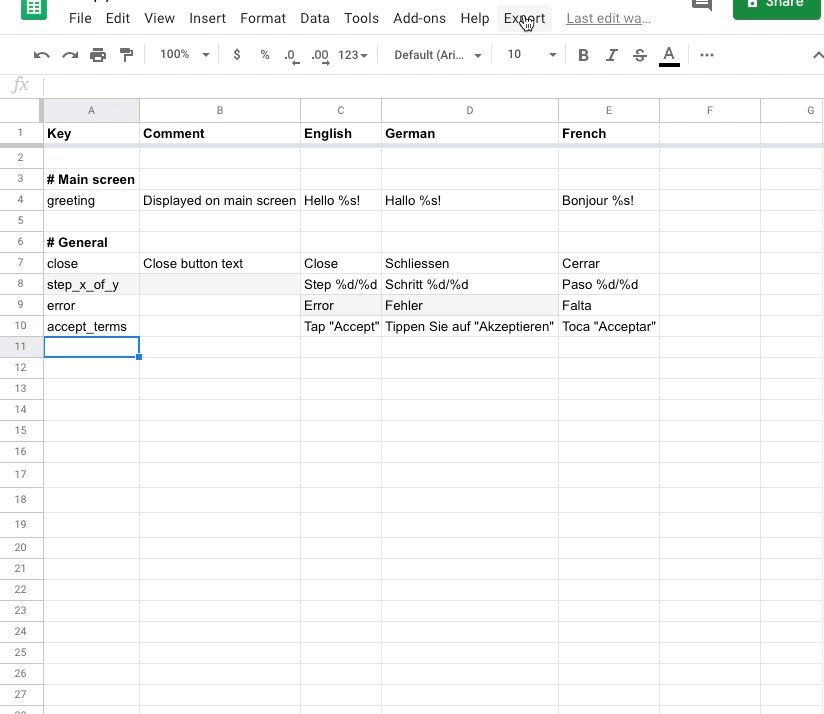 Share
File Edit View Insert Format Data Tools Add-ons Help Export Last edit wa...
100% $ % .0 .00 123 Default (Ari... 10 B I S A
fx
A B C D E F G
1 Key Comment English German French
2
3 # Main screen
4 greeting Displayed on main screen Hello %s! Hallo %s! Bonjour %s!
5
6 # General
7 close Close button text Close Schliessen Cerrar
8 step_x_of_y Step %d/%d Schritt %d/%d Paso %d/%d
9 error Error Fehler Falta
10 accept_terms Tap "Accept" Tippen Sie auf "Akzeptieren" Toca "Acceptar"
11
12
13
14
15
16
17
18
19
20
21
22
23
24
25
26
27